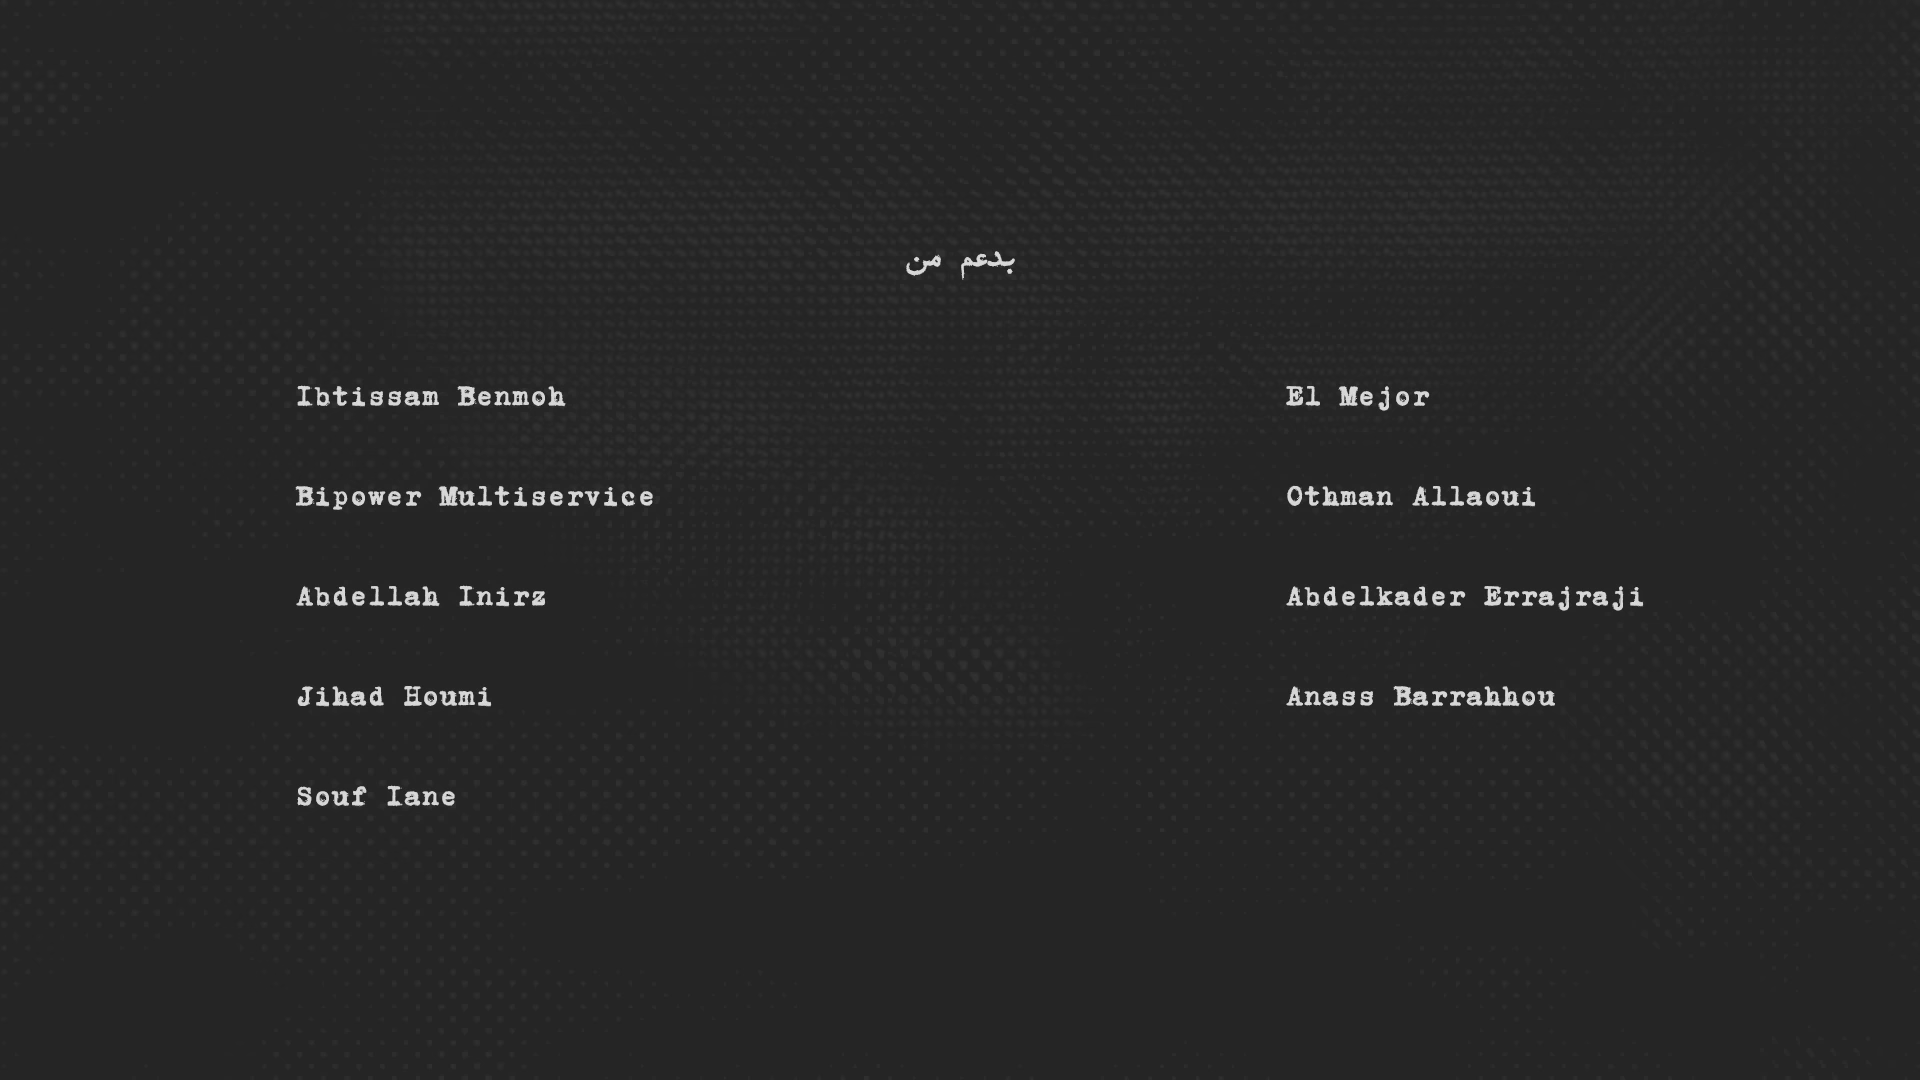 بدعم من
Ibtissam Benmoh
El Mejor
Bipower Multiservice
Othman Allaoui
Abdellah Inirz
Abdelkader Errajraji
Jihad Houmi
Anass Barrahhou
Souf Iane